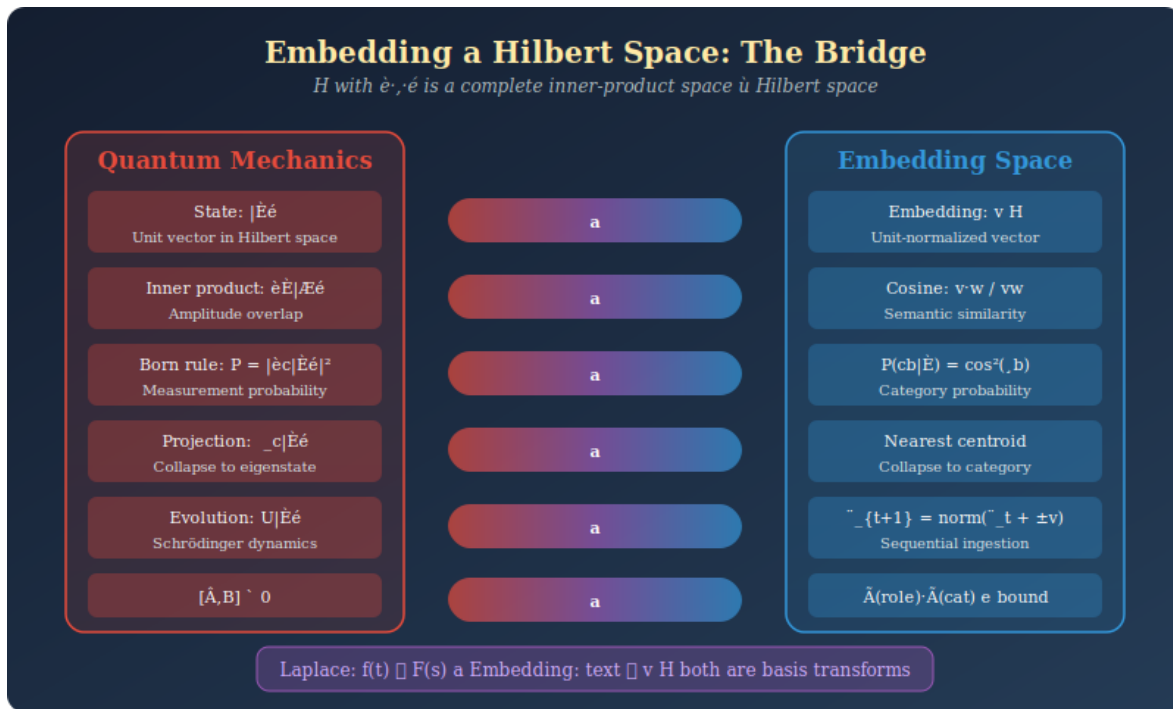 Embedding a Hilbert Space: The Bridge
H with è·,·é is a complete inner-product space ù Hilbert space
Quantum Mechanics
State: |Èé
Unit vector in Hilbert space
Inner product: èÈ|Æé
Amplitude overlap
Born rule: P = |èc|Èé|²
Measurement probability
Projection: _c|Èé
Collapse to eigenstate
Evolution: U|Èé
Schrödinger dynamics
[Â,B] ` 0
a
a
a
a
a
a
Embedding Space
Embedding: v H
Unit-normalized vector
Cosine: v·w / vw
Semantic similarity
P(cb|È) = cos²(¸b)
Category probability
Nearest centroid
Collapse to category
¨_{t+1} = norm(¨_t + ±v)
Sequential ingestion
Ã(role)·Ã(cat) e bound
Laplace: f(t) F(s) a Embedding: text v H both are basis transforms